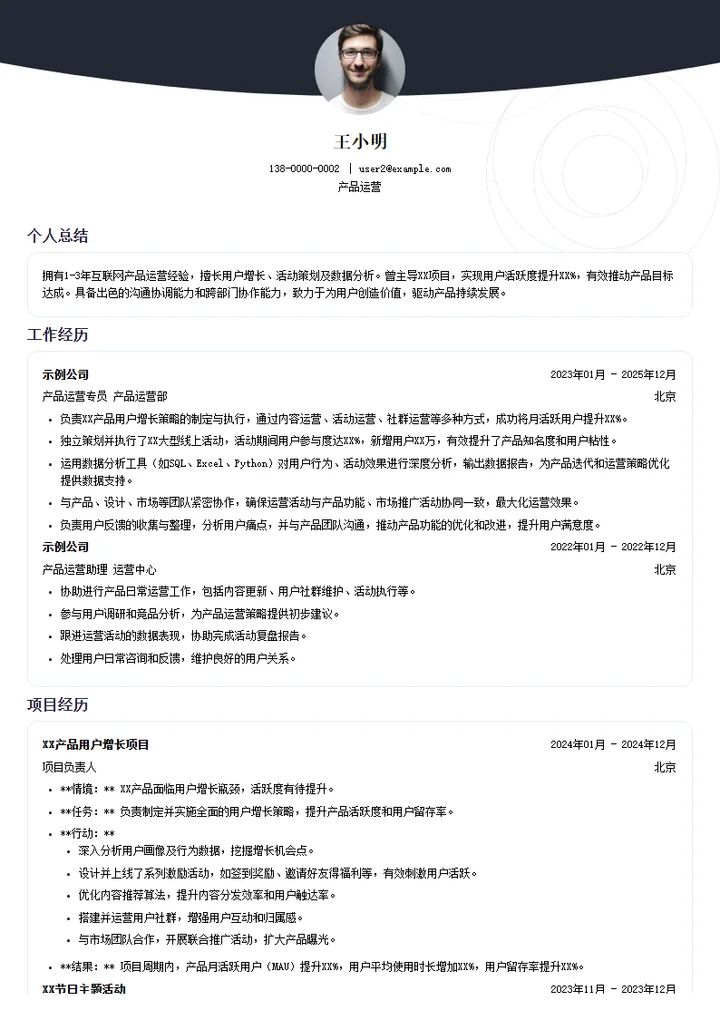 王小明
138-0000-0002 | user2@example.com
产品运营
个人总结
拥有1-3年互联网产品运营经验，擅长用户增长、活动策划及数据分析。曾主导XX项目，实现用户活跃度提升XX%，有效推动产品目标
达成。具备出色的沟通协调能力和跨部门协作能力，致力于为用户创造价值，驱动产品持续发展。
工作经历
示例公司 2023年01月 - 2025年12月
产品运营专员 产品运营部 北京
• 负责XX产品用户增长策略的制定与执行，通过内容运营、活动运营、社群运营等多种方式，成功将月活跃用户提升XX%。
• 独立策划并执行了XX大型线上活动，活动期间用户参与度达XX%，新增用户XX万，有效提升了产品知名度和用户粘性。
• 运用数据分析工具（如SQL、Excel、Python）对用户行为、活动效果进行深度分析，输出数据报告，为产品迭代和运营策略优化
提供数据支持。
• 与产品、设计、市场等团队紧密协作，确保运营活动与产品功能、市场推广活动协同一致，最大化运营效果。
• 负责用户反馈的收集与整理，分析用户痛点，并与产品团队沟通，推动产品功能的优化和改进，提升用户满意度。
示例公司 2022年01月 - 2022年12月
产品运营助理 运营中心 北京
• 协助进行产品日常运营工作，包括内容更新、用户社群维护、活动执行等。
• 参与用户调研和竞品分析，为产品运营策略提供初步建议。
• 跟进运营活动的数据表现，协助完成活动复盘报告。
• 处理用户日常咨询和反馈，维护良好的用户关系。
项目经历
XX产品用户增长项目 2024年01月 - 2024年12月
项目负责人 北京
• **情境：** XX产品面临用户增长瓶颈，活跃度有待提升。
• **任务：** 负责制定并实施全面的用户增长策略，提升产品活跃度和用户留存率。
• **行动：**
• 深入分析用户画像及行为数据，挖掘增长机会点。
• 设计并上线了系列激励活动，如签到奖励、邀请好友得福利等，有效刺激用户活跃。
• 优化内容推荐算法，提升内容分发效率和用户触达率。
• 搭建并运营用户社群，增强用户互动和归属感。
• 与市场团队合作，开展联合推广活动，扩大产品曝光。
• **结果：** 项目周期内，产品月活跃用户（MAU）提升XX%，用户平均使用时长增加XX%，用户留存率提升XX%。
XX节日主题活动 2023年11月 - 2023年12月